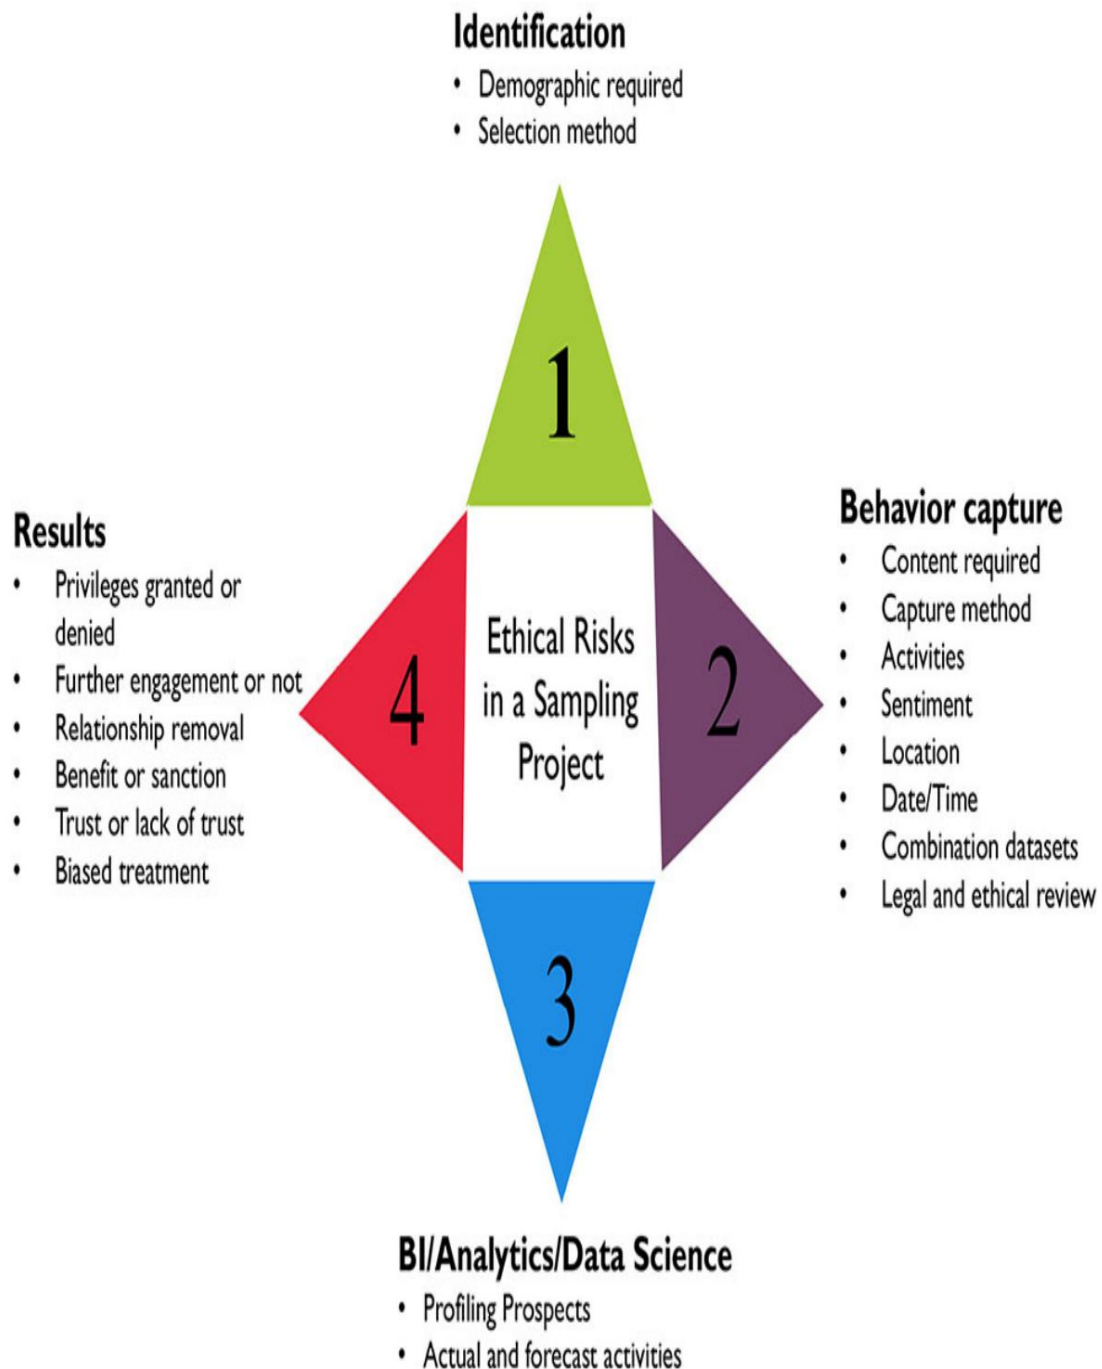 Identification
• Demographic required
• Selection method
1
Behavior capture
• Content required
• Capture method
• Activities
• Sentiment
• Location
• Date/Time
• Combination datasets
• Legal and ethical review
2
Ethical Risks
in a Sampling
Project
3
BI/Analytics/Data Science
• Profiling Prospects
• Actual and forecast activities
Results
• Privileges granted or
denied
• Further engagement or not
• Relationship removal
• Benefit or sanction
• Trust or lack of trust
• Biased treatment
4